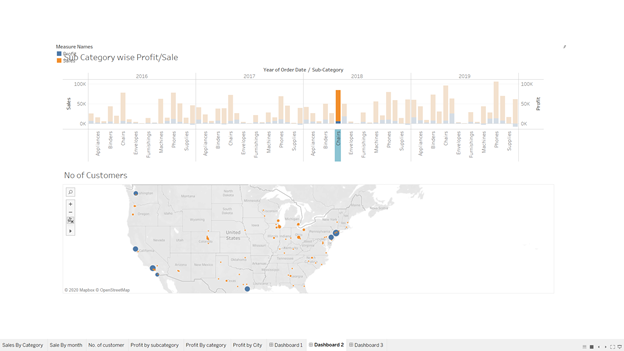 Measure Names
Profit
Sales
Sub Category wise Profit/Sale
Year of Order Date / Sub-Category
2016 2017 2018 2019
100K 100K
50K 50K
0K 0K
Sales Profit
Appliances Binders Chairs Envelopes Furnishings Machines Phones Supplies Appliances Binders Chairs Envelopes Furnishings Machines Phones Supplies Appliances Binders Chairs Envelopes Furnishings Machines Phones Supplies Appliances Binders Chairs Envelopes Furnishings Machines Phones Supplies
No of Customers
United
States
© 2020 Mapbox © OpenStreetMap
Sales By Category Sale By month No. of customer Profit by subcategory Profit By category Profit by City Dashboard 1 Dashboard 2 Dashboard 3